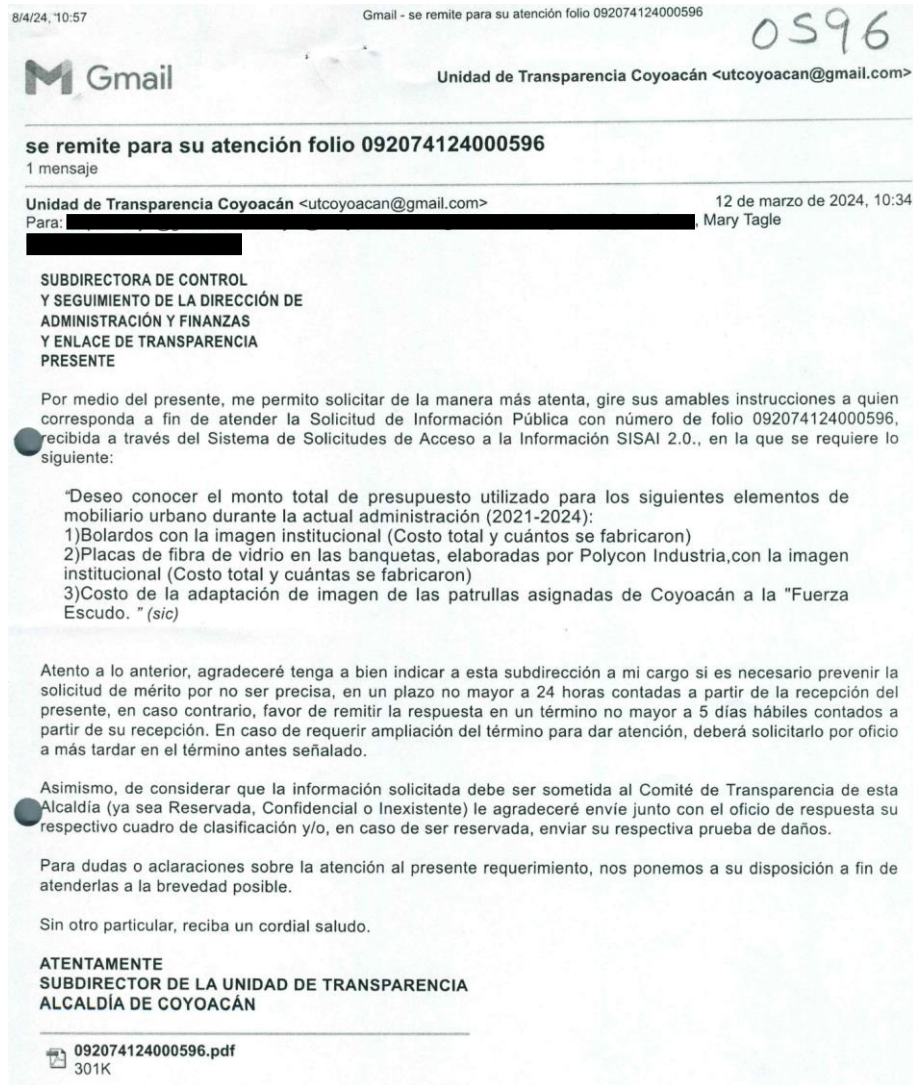 8/4/24, 10:57
Gmail - se remite para su atención folio 092074124000596
0596
Gmail
Unidad de Transparencia Coyoacán <utcoyoacan@gmail.com>
se remite para su atención folio 092074124000596
1 mensaje
Unidad de Transparencia Coyoacán <utcoyoacan@gmail.com>
12 de marzo de 2024, 10:34
Para: , Mary Tagle
SUBDIRECTORA DE CONTROL
Y SEGUIMIENTO DE LA DIRECCIÓN DE
ADMINISTRACIÓN Y FINANZAS
Y ENLACE DE TRANSPARENCIA
PRESENTE
Por medio del presente, me permito solicitar de la manera más atenta, gire sus amables instrucciones a quien
corresponda a fin de atender la Solicitud de Información Pública con número de folio 092074124000596,
recibida a través del Sistema de Solicitudes de Acceso a la Información SISAI 2.0., en la que se requiere lo
siguiente:
"Deseo conocer el monto total de presupuesto utilizado para los siguientes elementos de
mobiliario urbano durante la actual administración (2021-2024):
1)Bolardos con la imagen institucional (Costo total y cuántos se fabricaron)
2)Placas de fibra de vidrio en las banquetas, elaboradas por Polycon Industria,con la imagen
institucional (Costo total y cuántas se fabricaron)
3)Costo de la adaptación de imagen de las patrullas asignadas de Coyoacán a la "Fuerza
Escudo. " (sic)
Atento a lo anterior, agradeceré tenga a bien indicar a esta subdirección a mi cargo si es necesario prevenir la
solicitud de mérito por no ser precisa, en un plazo no mayor a 24 horas contadas a partir de la recepción del
presente, en caso contrario, favor de remitir la respuesta en un término no mayor a 5 días hábiles contados a
partir de su recepción. En caso de requerir ampliación del término para dar atención, deberá solicitarlo por oficio
a más tardar en el término antes señalado.
Asimismo, de considerar que la información solicitada debe ser sometida al Comité de Transparencia de esta
Alcaldía (ya sea Reservada, Confidencial o Inexistente) le agradeceré envíe junto con el oficio de respuesta su
respectivo cuadro de clasificación y/o, en caso de ser reservada, enviar su respectiva prueba de daños.
Para dudas o aclaraciones sobre la atención al presente requerimiento, nos ponemos a su disposición a fin de
atenderlas a la brevedad posible.
Sin otro particular, reciba un cordial saludo.
ATENTAMENTE
SUBDIRECTOR DE LA UNIDAD DE TRANSPARENCIA
ALCALDÍA DE COYOACÁN
092074124000596.pdf
301K